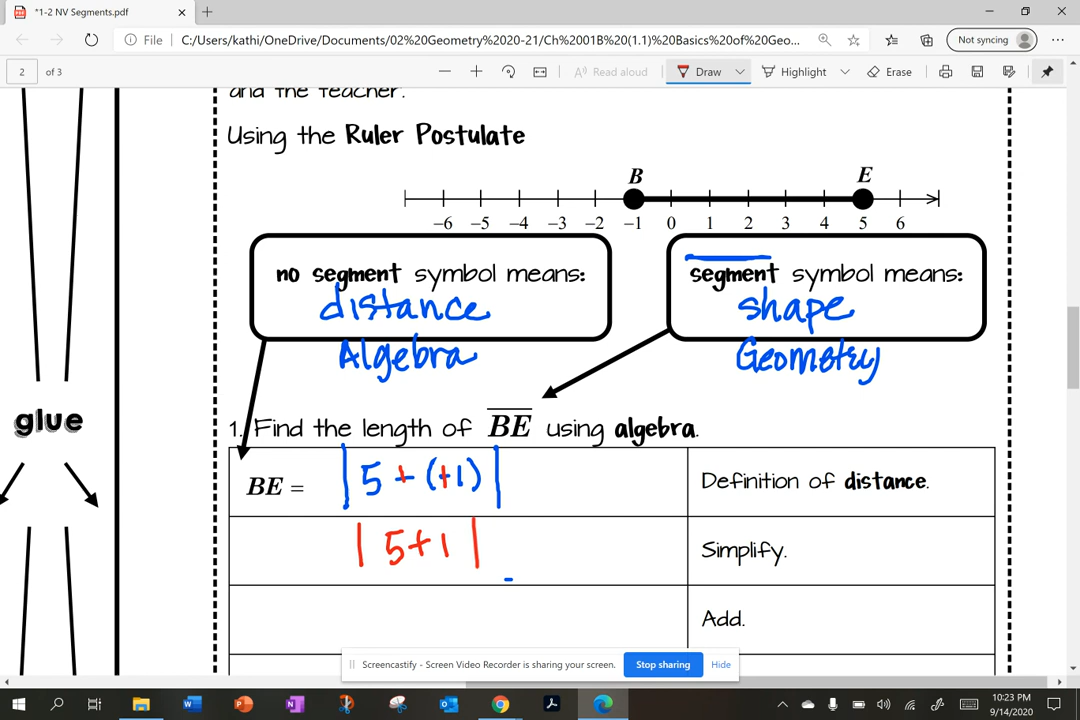 *1-2 NV Segments.pdf
File C:/Users/kathi/OneDrive/Documents/02%20Geometry%2020-21/Ch%2001B%20(1.1)%20Basics%20of%20Geo... Not syncing
2 of 3 Read aloud Draw Highlight Erase
and the teacher.
Using the Ruler Postulate
B E
–6 –5 –4 –3 –2 –1 0 1 2 3 4 5 6
no segment symbol means:
distance
Algebra
segment symbol means:
shape
Geometry
glue
1. Find the length of BE using algebra.
BE = |5 + (+1)| Definition of distance.
|5+1| Simplify.
Add.
Screencastify - Screen Video Recorder is sharing your screen. Stop sharing Hide
10:23 PM
9/14/2020